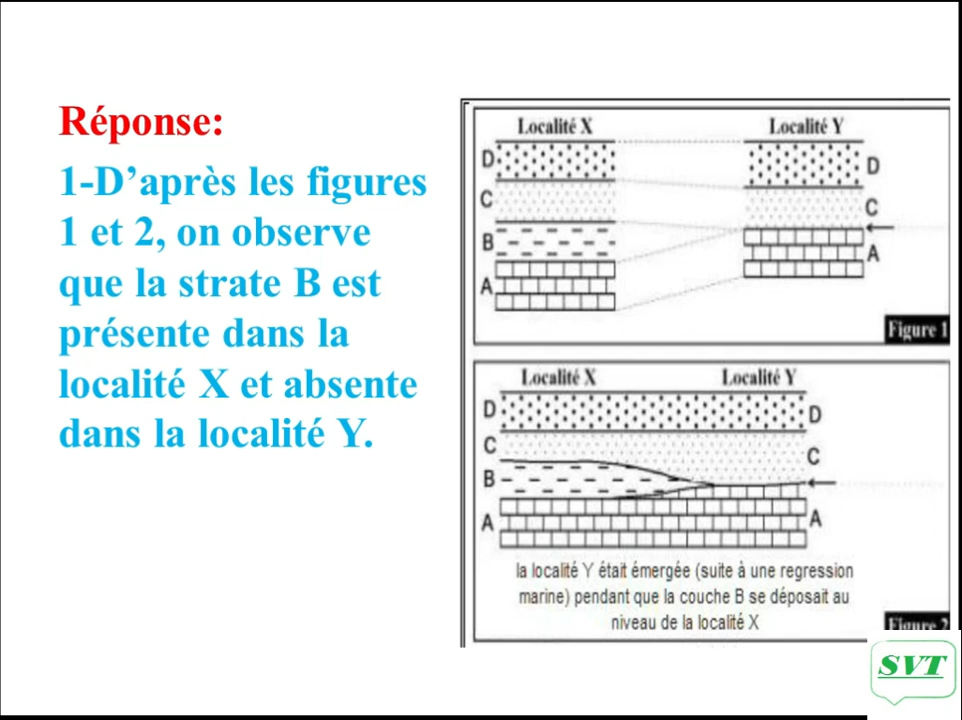 Réponse:
1-D’après les figures
1 et 2, on observe
que la strate B est
présente dans la
localité X et absente
dans la localité Y.
Localité X
Localité Y
D
D
C
C
B
A
A
Figure 1
Localité X
Localité Y
D
D
C
C
B
A
A
la localité Y était émergée (suite à une regression
marine) pendant que la couche B se déposait au
niveau de la localité X
Figure 2
SVT